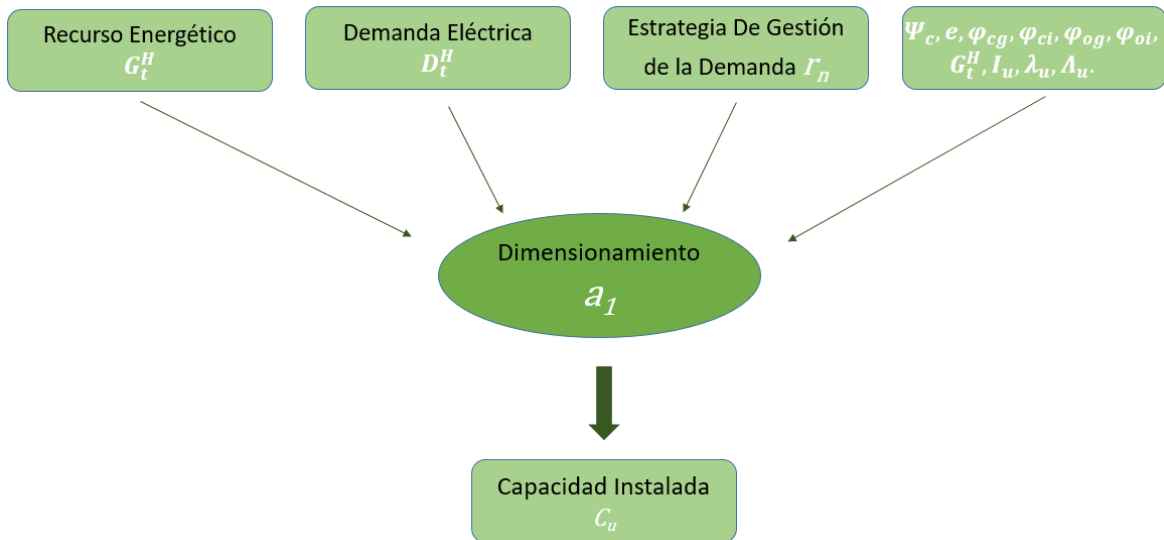 Recurso Energético
G_t^H
Demanda Eléctrica
D_t^H
Estrategia De Gestión
de la Demanda r_n
Ψ_c, e, φ_cg, φ_ci, φ_og, φ_oi,
G_t^H, I_u, λ_u, Λ_u.
Dimensionamiento
a_1
Capacidad Instalada
C_u